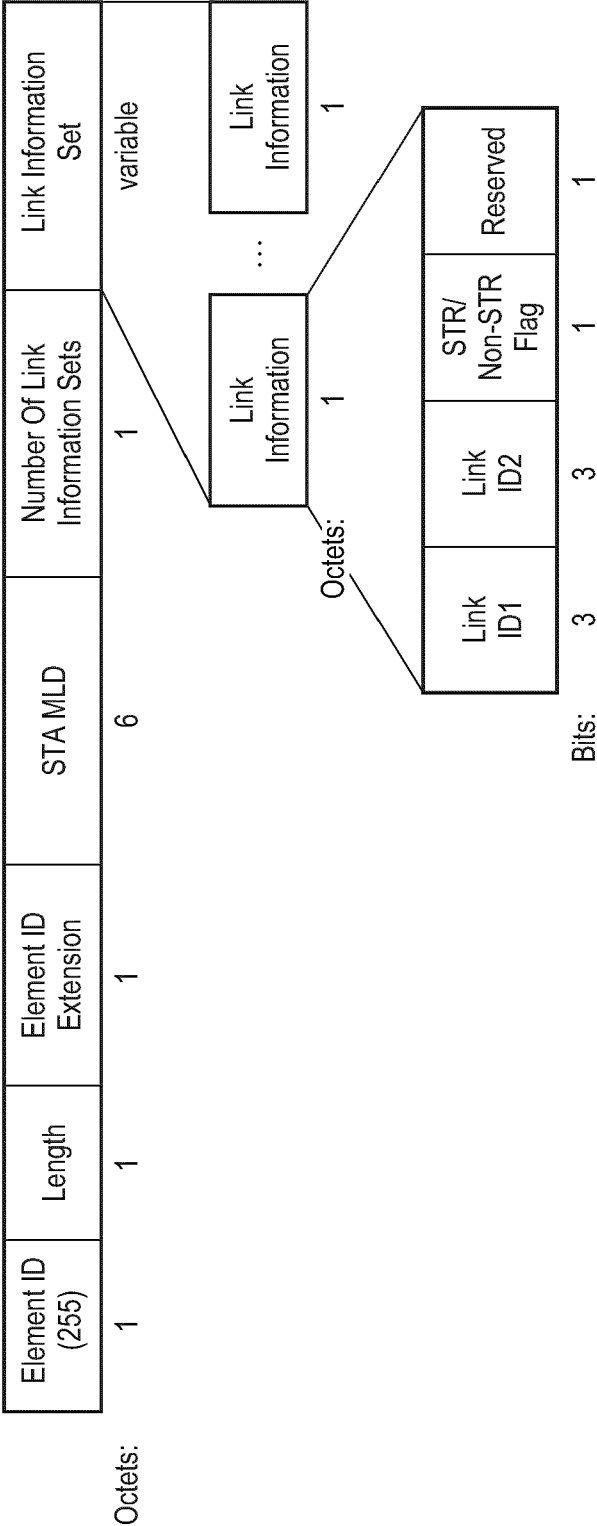 Element ID
(255)
Length
Element ID
Extension
STA MLD
Number Of Link
Information Sets
Link Information
Set
Octets:
1
1
1
6
1
variable
Link
Information
...
Link
Information
Octets:
1
1
Link
ID1
Link
ID2
STR/
Non-STR
Flag
Reserved
Bits:
3
3
1
1